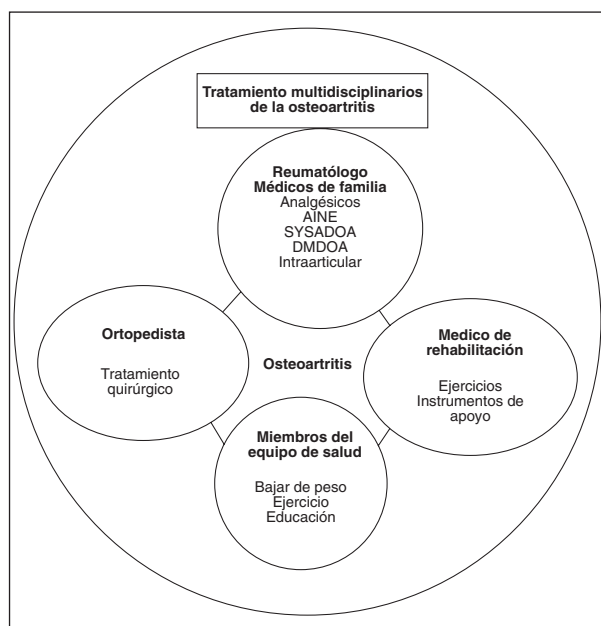 Tratamiento multidisciplinarios
de la osteoartritis
Reumatólogo
Médicos de familia
Analgésicos
AINE
SYSADOA
DMDOA
Intraarticular
Ortopedista
Tratamiento
quirúrgico
Osteoartritis
Medico de
rehabilitación
Ejercicios
Instrumentos de
apoyo
Miembros del
equipo de salud
Bajar de peso
Ejercicio
Educación